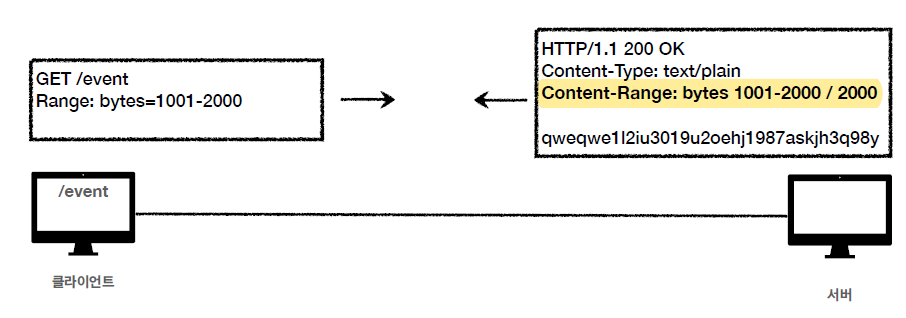 GET /event
Range: bytes=1001-2000
HTTP/1.1 200 OK
Content-Type: text/plain
Content-Range: bytes 1001-2000 / 2000
qweqwe1l2iu3019u2oehj1987askjh3q98y
/event
클라이언트
서버